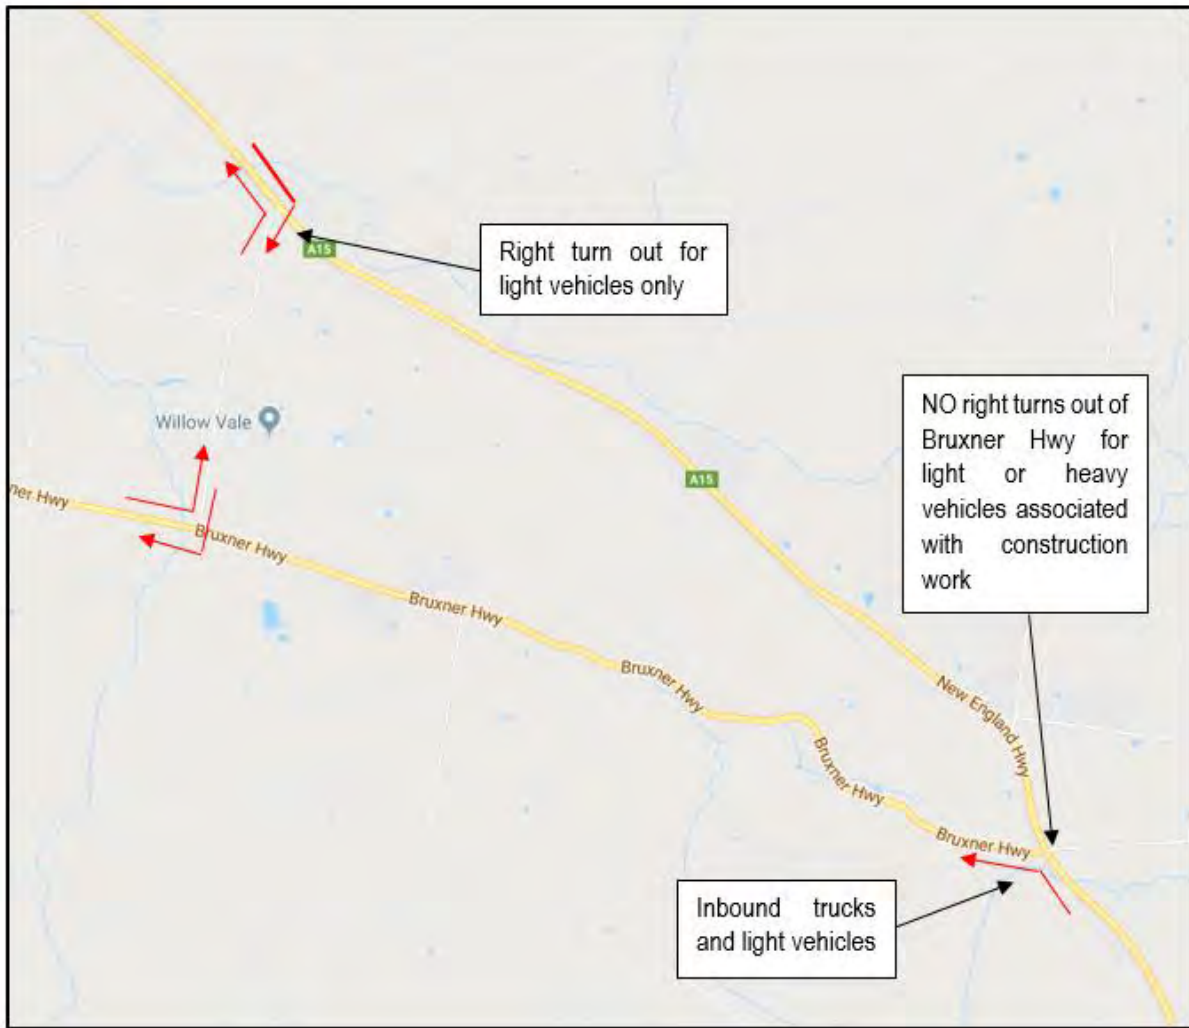 A15
Right turn out for
light vehicles only
NO right turns out of
Bruxner Hwy for
light or heavy
vehicles associated
with construction
work
Willow Vale
A15
ner Hwy
Bruxner Hwy
Bruxner Hwy
Bruxner Hwy
New England Hwy
Bruxner Hwy
Bruxner Hwy
Inbound trucks
and light vehicles